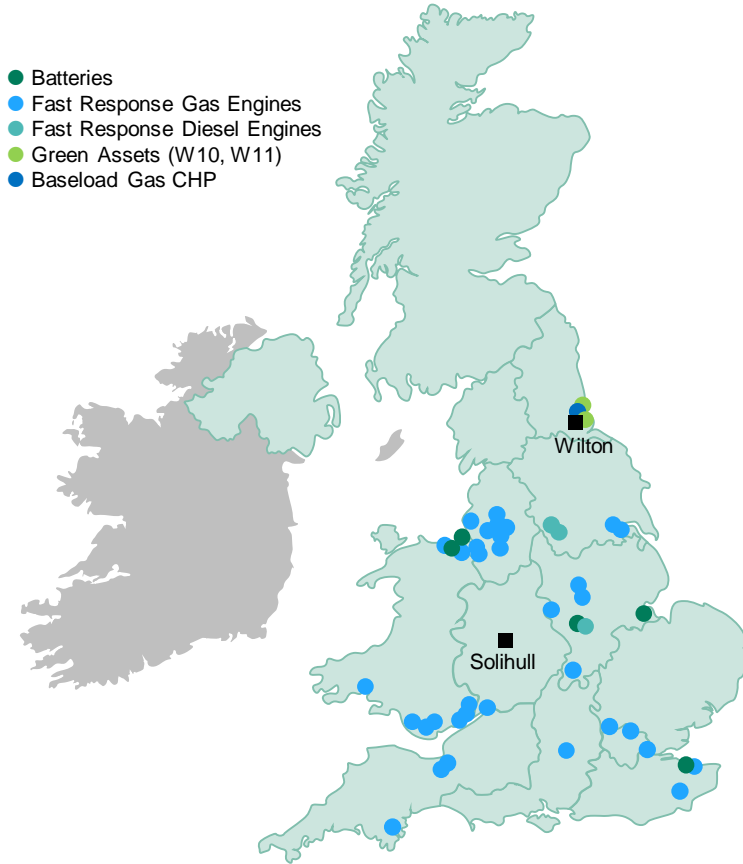 Batteries
Fast Response Gas Engines
Fast Response Diesel Engines
Green Assets (W10, W11)
Baseload Gas CHP
Wilton
Solihull